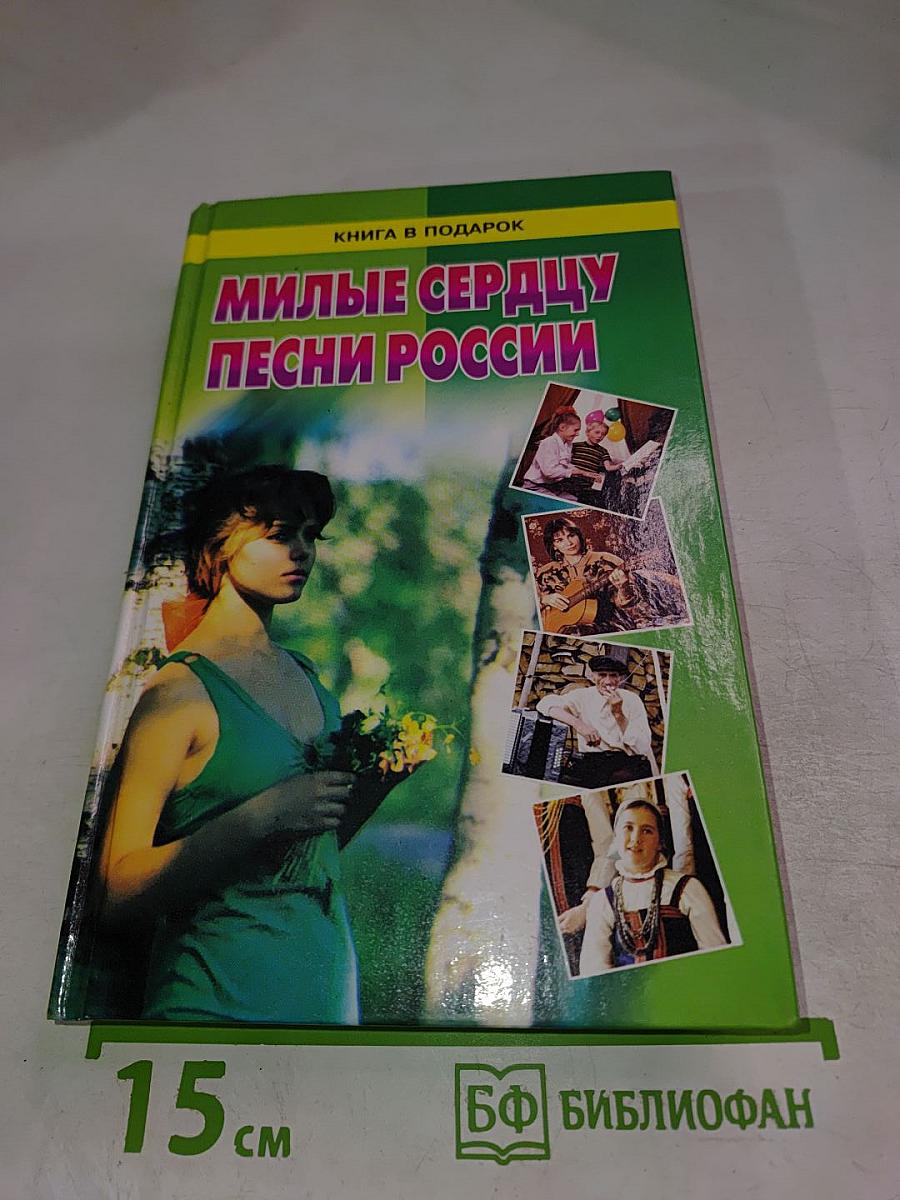 КНИГА В ПОДАРОК
МИЛЫЕ СЕРДЦУ
ПЕСНИ РОССИИ
15 см
БФ БИБЛИОФАН